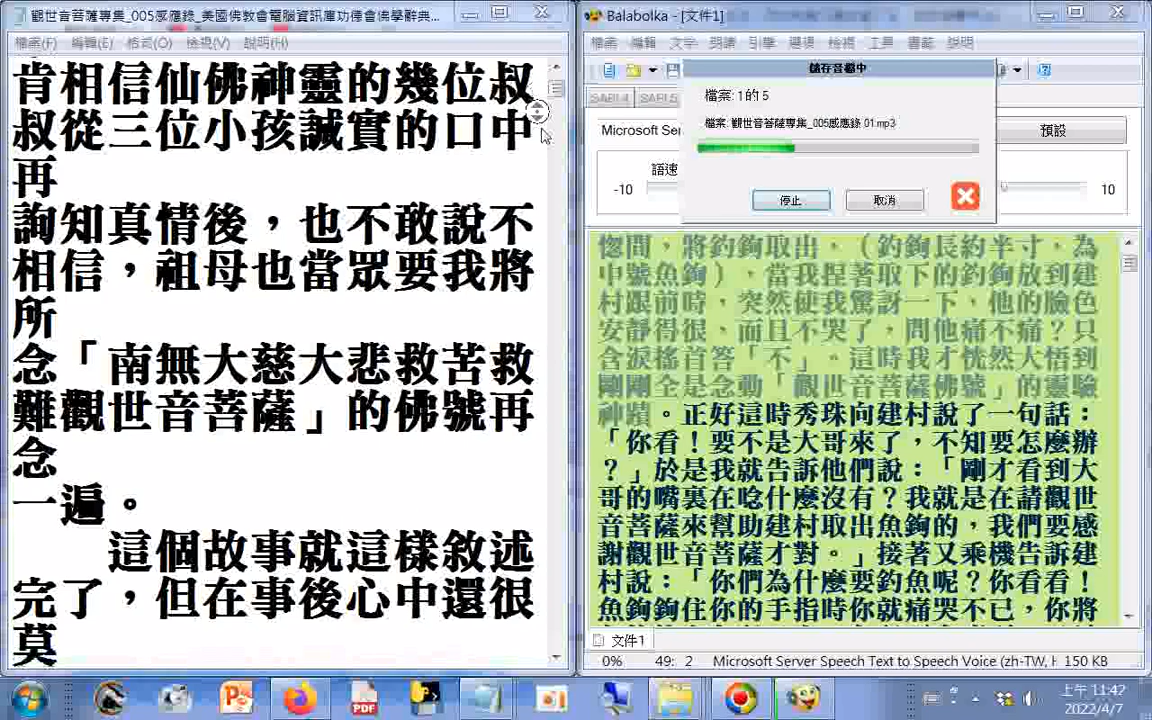 觀世音菩薩專集_005感應錄_美國佛教會電腦資訊庫功德會佛學辭典...
檔案(F) 編輯(E) 格式(O) 檢視(V) 說明(H)
肯相信仙佛神靈的幾位叔
叔從三位小孩誠實的口中
再
詢知真情後，也不敢說不
相信，祖母也當眾要我將
所
念「南無大慈大悲救苦救
難觀世音菩薩」的佛號再
念
一遍。
這個故事就這樣敘述
完了，但在事後心中還很
莫
Balabolka - [文件1]
檔案 編輯 文字 朗讀 引擎 選項 檢視 工具 書籤 說明
SAPI 4 SAPI 5
儲存音檔中
檔案: 1的 5
檔案: 觀世音菩薩專集_005感應錄 01.mp3
停止 取消
Microsoft Ser
預設
語速
-10
10
惚間，將釣鉤取出，（釣鉤長約半寸，為
中號魚鉤），當我捏著取下的釣鉤放到建
村跟前時，突然使我驚訝一下，他的臉色
安靜得很，而且不哭了，問他痛不痛？只
含淚搖首答「不」。這時我才恍然大悟到
剛剛全是念動「觀世音菩薩佛號」的靈驗
神蹟。正好這時秀珠向建村說了一句話：
「你看！要不是大哥來了，不知要怎麼辦
？」於是我就告訴他們說：「剛才看到大
哥的嘴裏在唸什麼沒有？我就是在請觀世
音菩薩來幫助建村取出魚鉤的，我們要感
謝觀世音菩薩才對。」接著又乘機告訴建
村說：「你們為什麼要釣魚呢？你看看！
魚鉤鉤住你的手指時你就痛哭不已，你將
文件1
0% 49: 2 Microsoft Server Speech Text to Speech Voice (zh-TW, H 150 KB
PDF
上午 11:42
2022/4/7